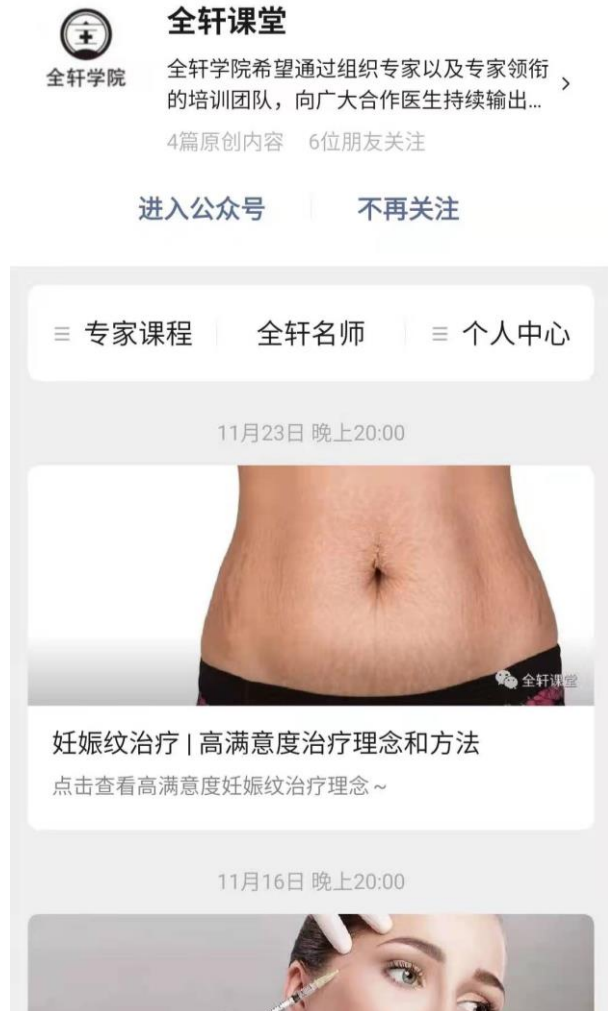 全轩课堂
全轩学院
全轩学院希望通过组织专家以及专家领衔
的培训团队，向广大合作医生持续输出...
4篇原创内容 6位朋友关注
进入公众号 不再关注
专家课程 全轩名师 个人中心
11月23日 晚上20:00
全轩课堂
妊娠纹治疗 | 高满意度治疗理念和方法
点击查看高满意度妊娠纹治疗理念～
11月16日 晚上20:00